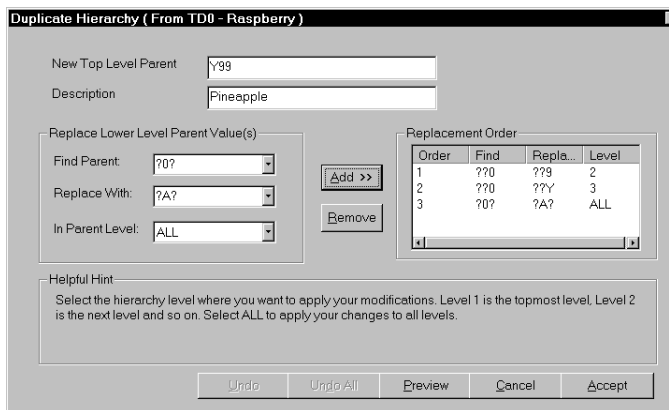 Duplicate Hierarchy ( From TD0 - Raspberry )
New Top Level Parent Y99
Description Pineapple
Replace Lower Level Parent Value(s)
Find Parent: ?0?
Replace With: ?A?
In Parent Level: ALL
Add >>
Remove
Replacement Order
Order Find Repla... Level
1 ??0 ??9 2
2 ??0 ??Y 3
3 ?0? ?A? ALL
Helpful Hint
Select the hierarchy level where you want to apply your modifications. Level 1 is the topmost level, Level 2
is the next level and so on. Select ALL to apply your changes to all levels.
Undo Undo All Preview Cancel Accept